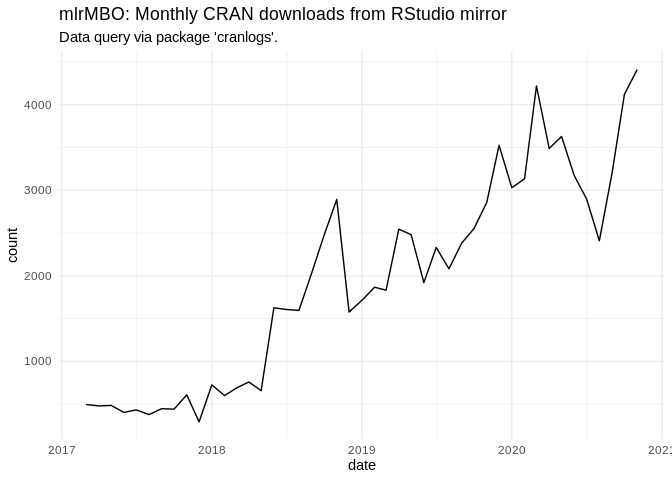 mlrMBO: Monthly CRAN downloads from RStudio mirror
Data query via package 'cranlogs'.
4000
3000
2000
1000
count
2017 2018 2019 2020 2021
date